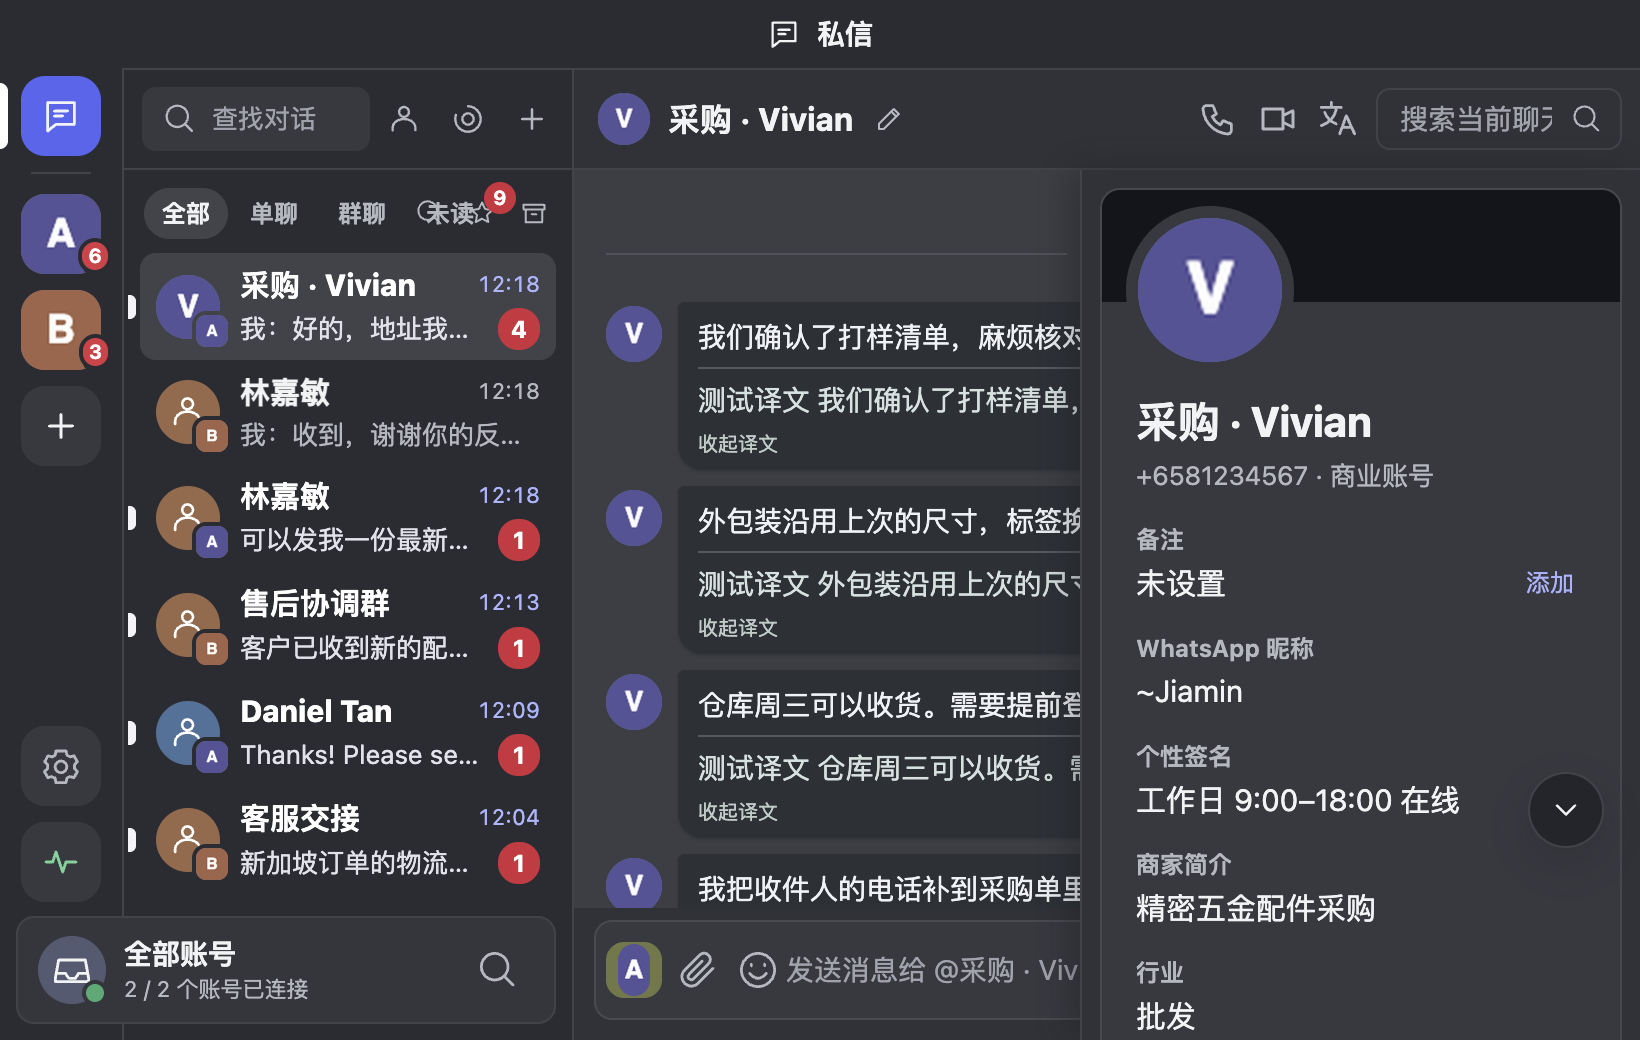 私信
查找对话
采购 · Vivian
搜索当前聊
A
6
B
3
全部
单聊
群聊
未读
9
V
A
采购 · Vivian
12:18
我：好的，地址我...
4
B
林嘉敏
12:18
我：收到，谢谢你的反...
A
林嘉敏
12:18
可以发我一份最新...
1
B
售后协调群
12:13
客户已收到新的配...
1
A
Daniel Tan
12:09
Thanks! Please se...
1
B
客服交接
12:04
新加坡订单的物流...
1
全部账号
2 / 2 个账号已连接
V
V
我们确认了打样清单，麻烦核对
测试译文 我们确认了打样清单，
收起译文
V
外包装沿用上次的尺寸，标签换
测试译文 外包装沿用上次的尺寸
收起译文
V
仓库周三可以收货。需要提前登
测试译文 仓库周三可以收货。需
收起译文
V
我把收件人的电话补到采购单里
A
发送消息给 @采购 · Viv
V
采购 · Vivian
+6581234567 · 商业账号
备注
未设置
添加
WhatsApp 昵称
~Jiamin
个性签名
工作日 9:00–18:00 在线
商家简介
精密五金配件采购
行业
批发